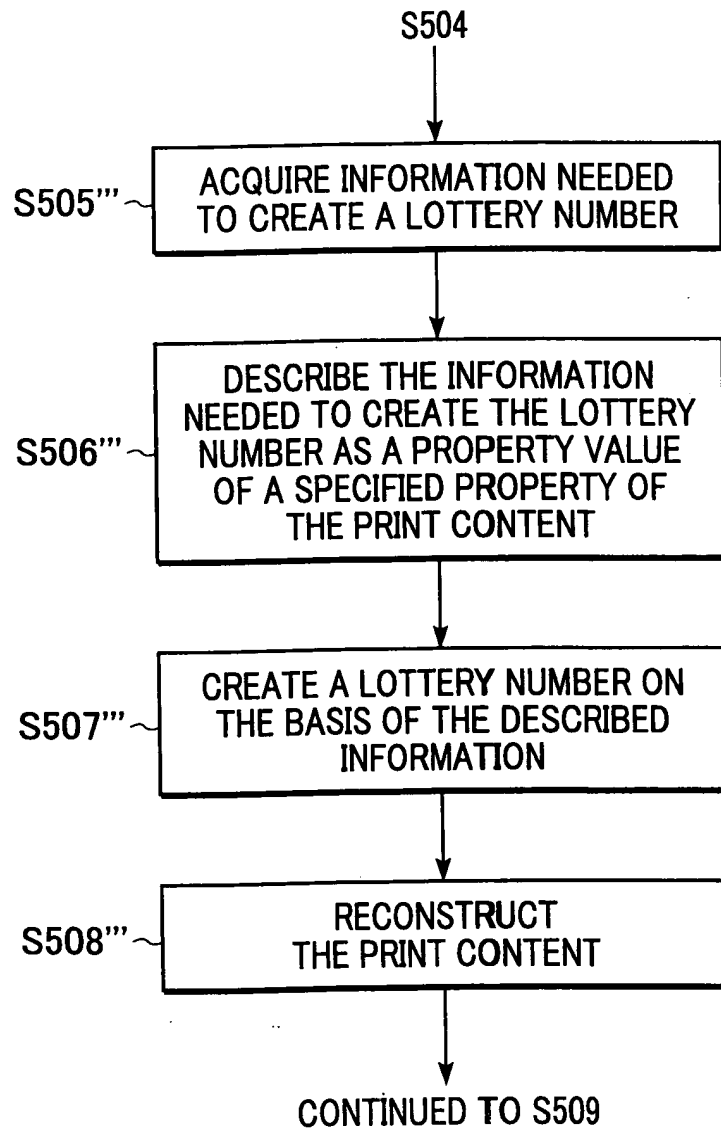 S504
S505'''
ACQUIRE INFORMATION NEEDED
TO CREATE A LOTTERY NUMBER
S506'''
DESCRIBE THE INFORMATION
NEEDED TO CREATE THE LOTTERY
NUMBER AS A PROPERTY VALUE
OF A SPECIFIED PROPERTY OF
THE PRINT CONTENT
S507'''
CREATE A LOTTERY NUMBER ON
THE BASIS OF THE DESCRIBED
INFORMATION
S508'''
RECONSTRUCT
THE PRINT CONTENT
CONTINUED TO S509